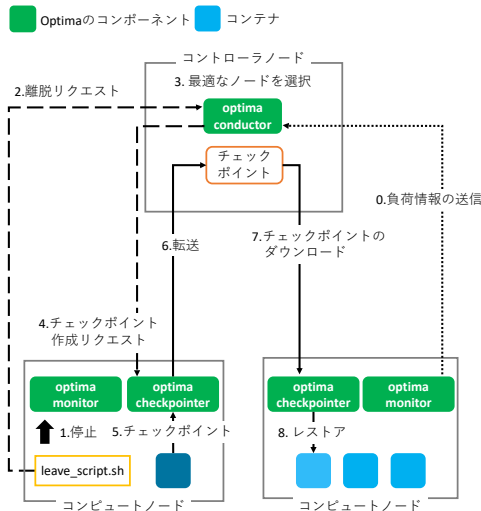 Optimaのコンポーネント
コンテナ
コントローラノード
2.離脱リクエスト
3. 最適なノードを選択
optima
conductor
チェック
ポイント
0.負荷情報の送信
6.転送
7.チェックポイントの
ダウンロード
4.チェックポイント
作成リクエスト
optima
monitor
optima
checkpointer
optima
checkpointer
optima
monitor
1.停止
5.チェックポイント
8. レストア
leave_script.sh
コンピュートノード
コンピュートノード